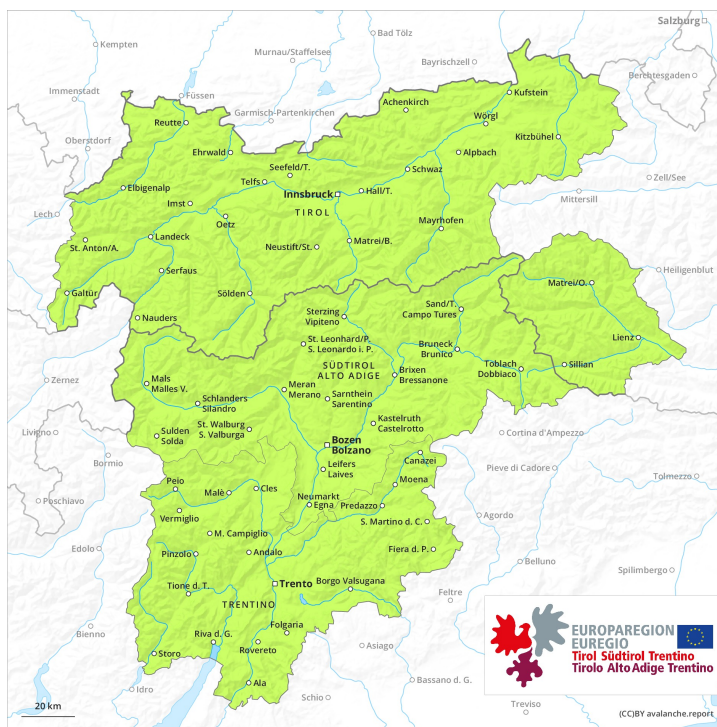 Salzburg
Kempten
Bad Tölz
Murnau/Staffelsee
Bayrischzell
Berchtesgaden
Immenstadt
Füssen
Garmisch-Partenkirchen
Achenkirch
Kufstein
Wörgl
Reutte
Oberstdorf
Kitzbühel
Ehrwald
Alpbach
Seefeld/T.
Schwaz
Telfs
Zell/See
Elbigenalp
Innsbruck
Hall/T.
Mittersill
Imst
TIROL
Lech
Oetz
Mayrhofen
Landeck
Neustift/St.
Matrei/B.
St. Anton/A.
Serfaus
Heiligenblut
Matrei/O.
Galtür
Sölden
Sand/T.
Campo Tures
Sterzing
Vipiteno
Nauders
Lienz
St. Leonhard/P.
S. Leonardo i. P.
Bruneck
Brunico
Toblach
Dobbiaco
Sillian
SÜDTIROL
ALTO ADIGE
Brixen
Bressanone
Zernez
Mals
Malles V.
Meran
Merano
Sarnthein
Sarentino
Schlanders
Silandro
Kastelruth
Castelrotto
St. Walburg
S. Valburga
Livigno
Sulden
Solda
Cortina d'Ampezzo
Bozen
Bolzano
Bormio
Canazei
Pieve di Cadore
Leifers
Laives
Tolmezzo
Peio
Moena
Malè
Cles
Poschiavo
Neumarkt
Egna
Predazzo
Vermiglio
Agordo
S. Martino d. C.
M. Campiglio
Edolo
Pinzolo
Andalo
Fiera d. P.
Belluno
Spilimbergo
Tione d. T.
Trento
Borgo Valsugana
Feltre
TRENTINO
Bienno
Folgaria
Riva d. G.
Rovereto
Asiago
Storo
Bassano d. G.
Ala
Idro
Schio
Treviso
EUROPAREGION
EUREGIO
Tirol Südtirol Trentino
Tirolo Alto Adige Trentino
20 km
(CC)BY avalanche.report